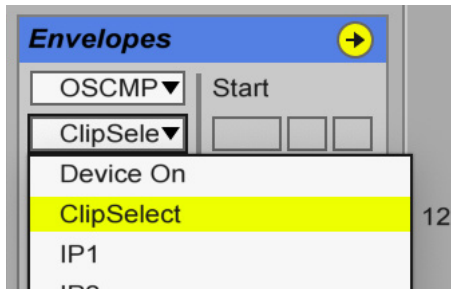 Envelopes
OSCMP Start
ClipSele
Device On
ClipSelect
12
IP1